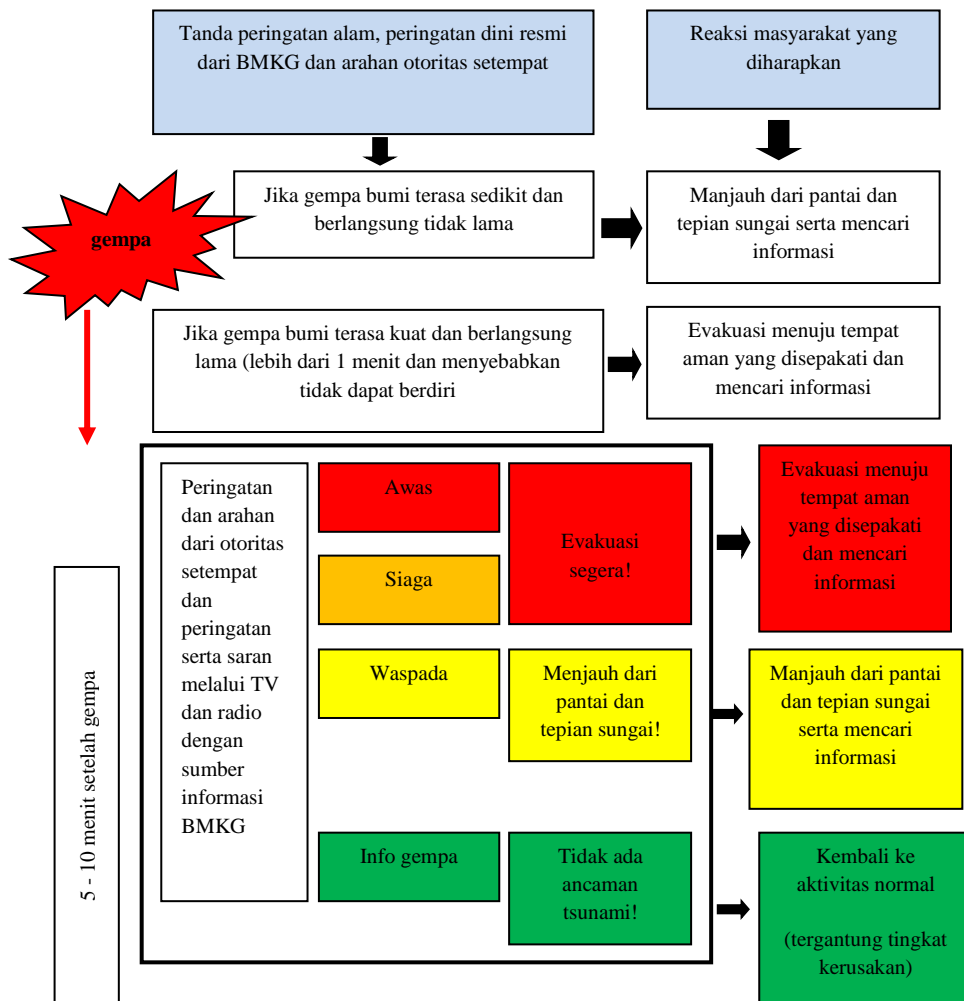 Tanda peringatan alam, peringatan dini resmi
dari BMKG dan arahan otoritas setempat
Reaksi masyarakat yang
diharapkan
gempa
Jika gempa bumi terasa sedikit dan
berlangsung tidak lama
Manjauh dari pantai dan
tepian sungai serta mencari
informasi
Jika gempa bumi terasa kuat dan berlangsung
lama (lebih dari 1 menit dan menyebabkan
tidak dapat berdiri
Evakuasi menuju tempat
aman yang disepakati dan
mencari informasi
5 - 10 menit setelah gempa
Peringatan
dan arahan
dari otoritas
setempat
dan
peringatan
serta saran
melalui TV
dan radio
dengan
sumber
informasi
BMKG
Awas
Siaga
Evakuasi
segera!
Evakuasi menuju
tempat aman
yang disepakati
dan mencari
informasi
Waspada
Menjauh dari
pantai dan
tepian sungai!
Manjauh dari pantai
dan tepian sungai
serta mencari
informasi
Info gempa
Tidak ada
ancaman
tsunami!
Kembali ke
aktivitas normal
(tergantung tingkat
kerusakan)